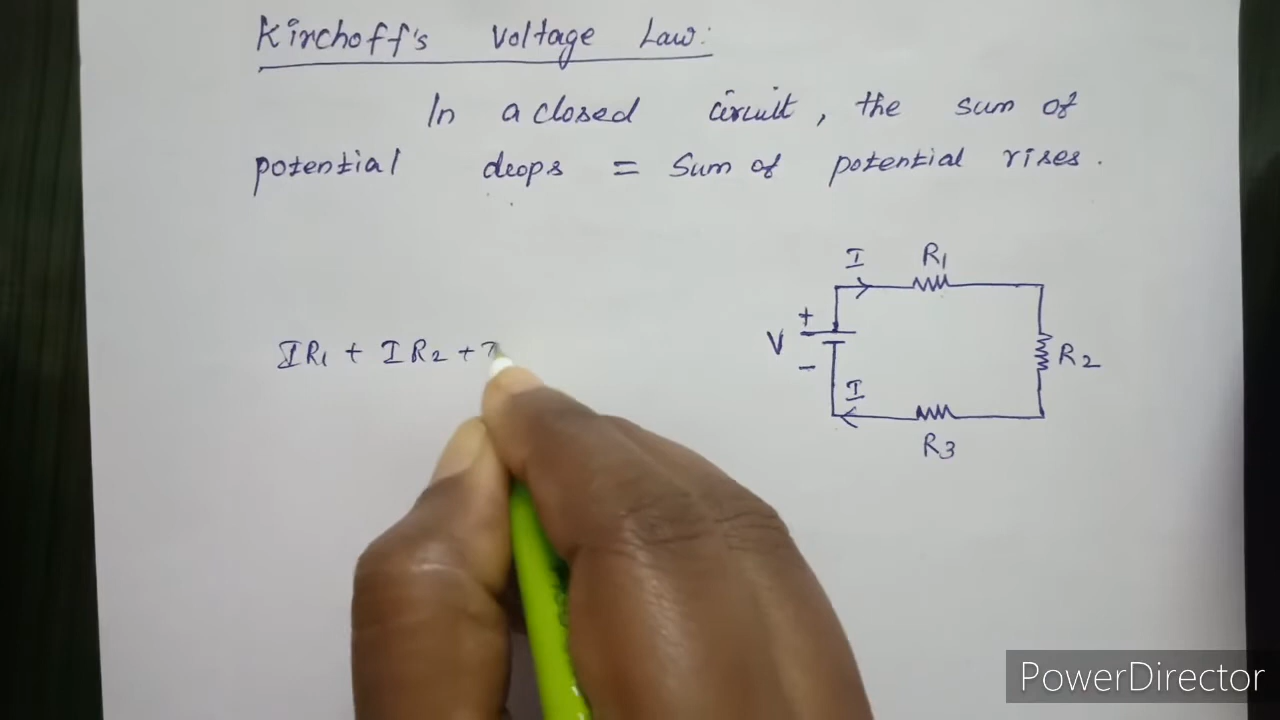 Kirchoff's Voltage Law:
In a closed circuit, the sum of
potential drops = Sum of potential rises.
I R1
+
V
-
R2
I
R3
IR1 + IR2 +
PowerDirector